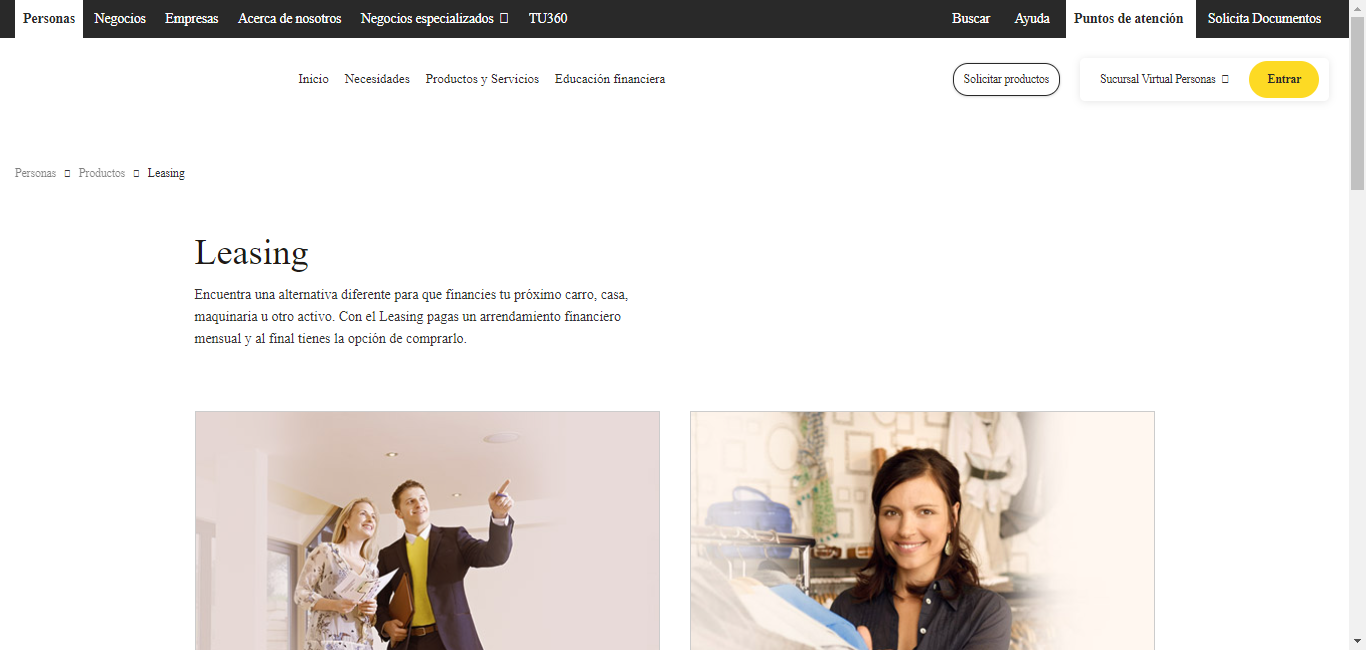 Personas Negocios Empresas Acerca de nosotros Negocios especializados TU360 Buscar Ayuda Puntos de atención Solicita Documentos
Inicio Necesidades Productos y Servicios Educación financiera Solicitar productos Sucursal Virtual Personas Entrar
Personas Productos Leasing
Leasing
Encuentra una alternativa diferente para que financies tu próximo carro, casa,
maquinaria u otro activo. Con el Leasing pagas un arrendamiento financiero
mensual y al final tienes la opción de comprarlo.